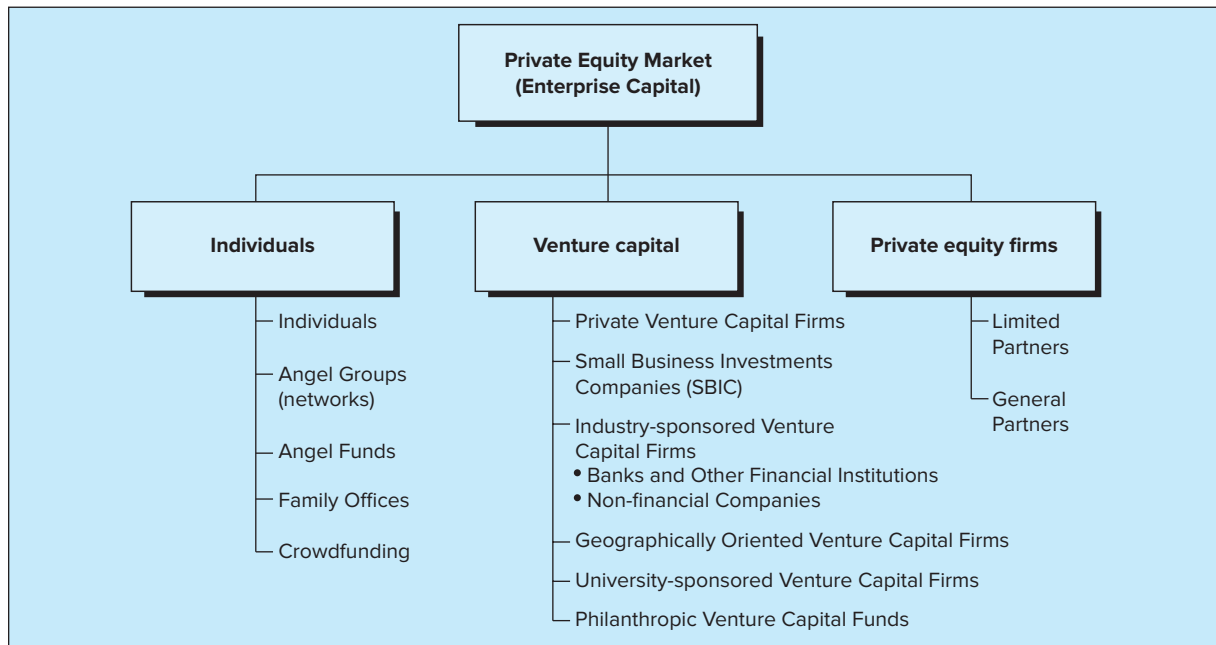 Private Equity Market
(Enterprise Capital)
Individuals
Venture capital
Private equity firms
Individuals
Angel Groups
(networks)
Angel Funds
Family Offices
Crowdfunding
Private Venture Capital Firms
Small Business Investments
Companies (SBIC)
Industry-sponsored Venture
Capital Firms
• Banks and Other Financial Institutions
• Non-financial Companies
Geographically Oriented Venture Capital Firms
University-sponsored Venture Capital Firms
Philanthropic Venture Capital Funds
Limited
Partners
General
Partners